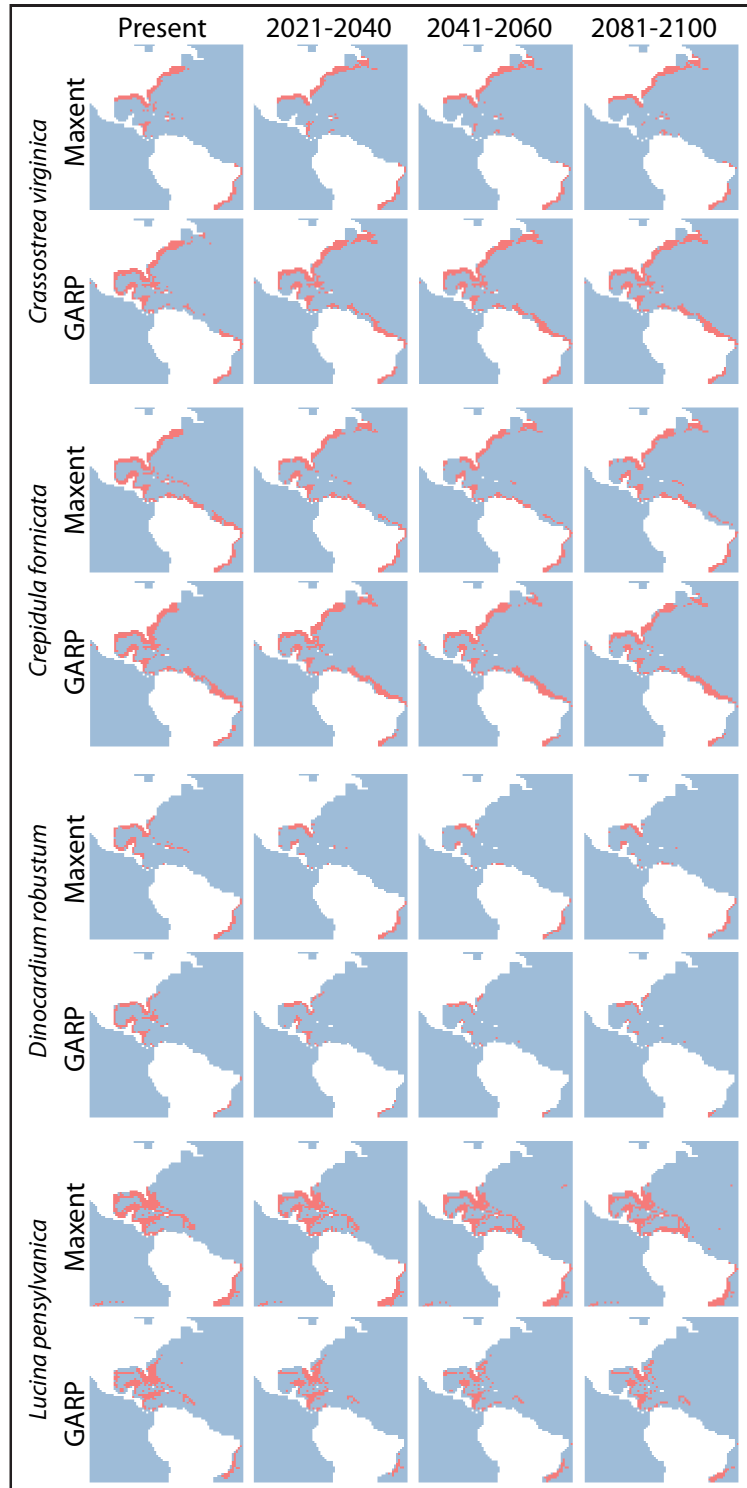 Present 2021-2040 2041-2060 2081-2100
Crassostrea virginica
Maxent
GARP
Crepidula fornicata
Maxent
GARP
Dinocardium robustum
Maxent
GARP
Lucina pensylvanica
Maxent
GARP